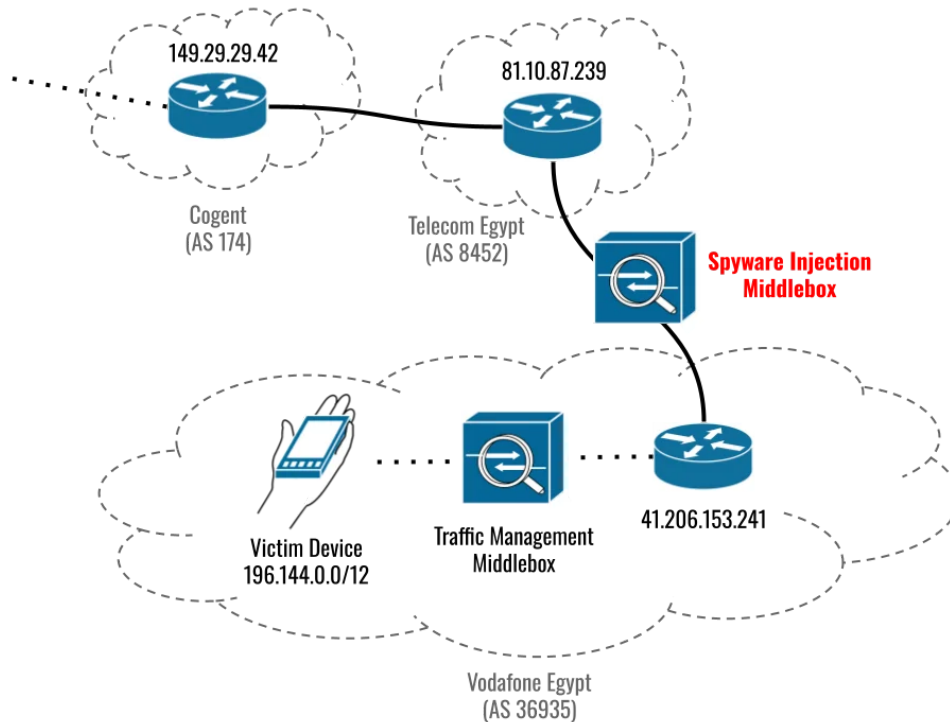 149.29.29.42
81.10.87.239
Cogent
(AS 174)
Telecom Egypt
(AS 8452)
Spyware Injection
Middlebox
41.206.153.241
Traffic Management
Middlebox
Victim Device
196.144.0.0/12
Vodafone Egypt
(AS 36935)